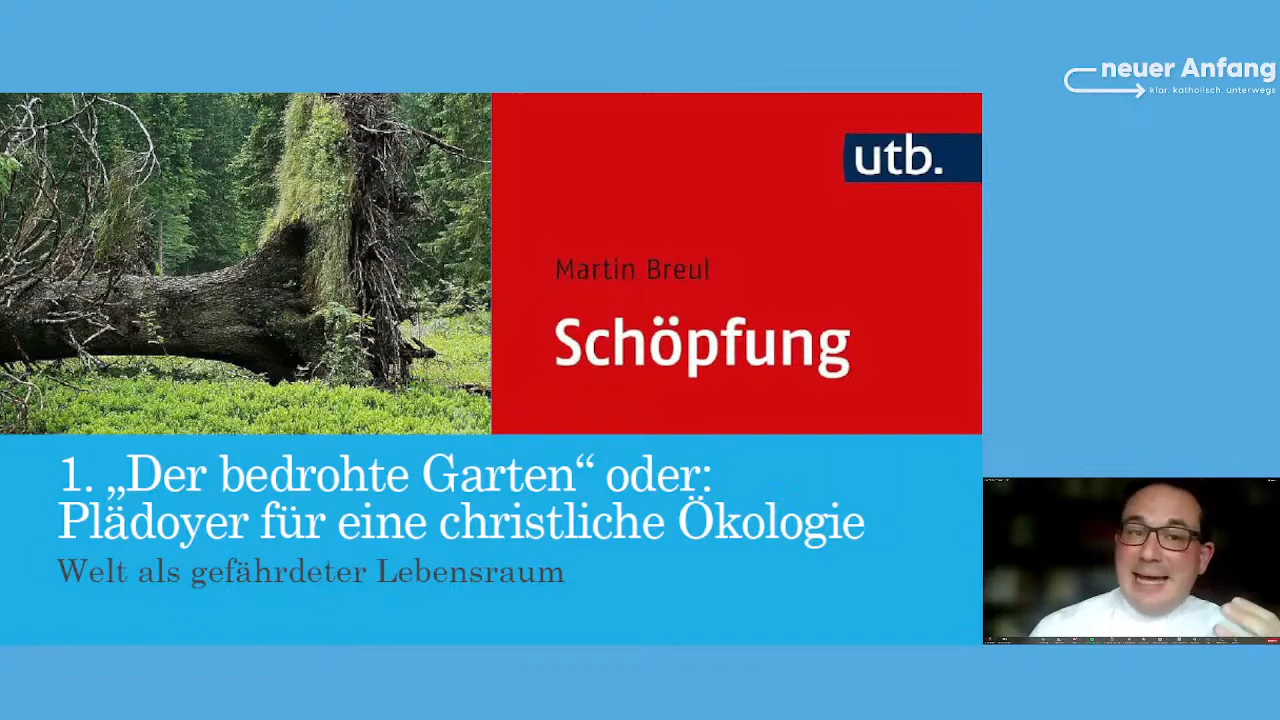 neuer Anfang
klar. katholisch. unterwegs
utb.
Martin Breul
Schöpfung
1. „Der bedrohte Garten“ oder:
Plädoyer für eine christliche Ökologie
Welt als gefährdeter Lebensraum